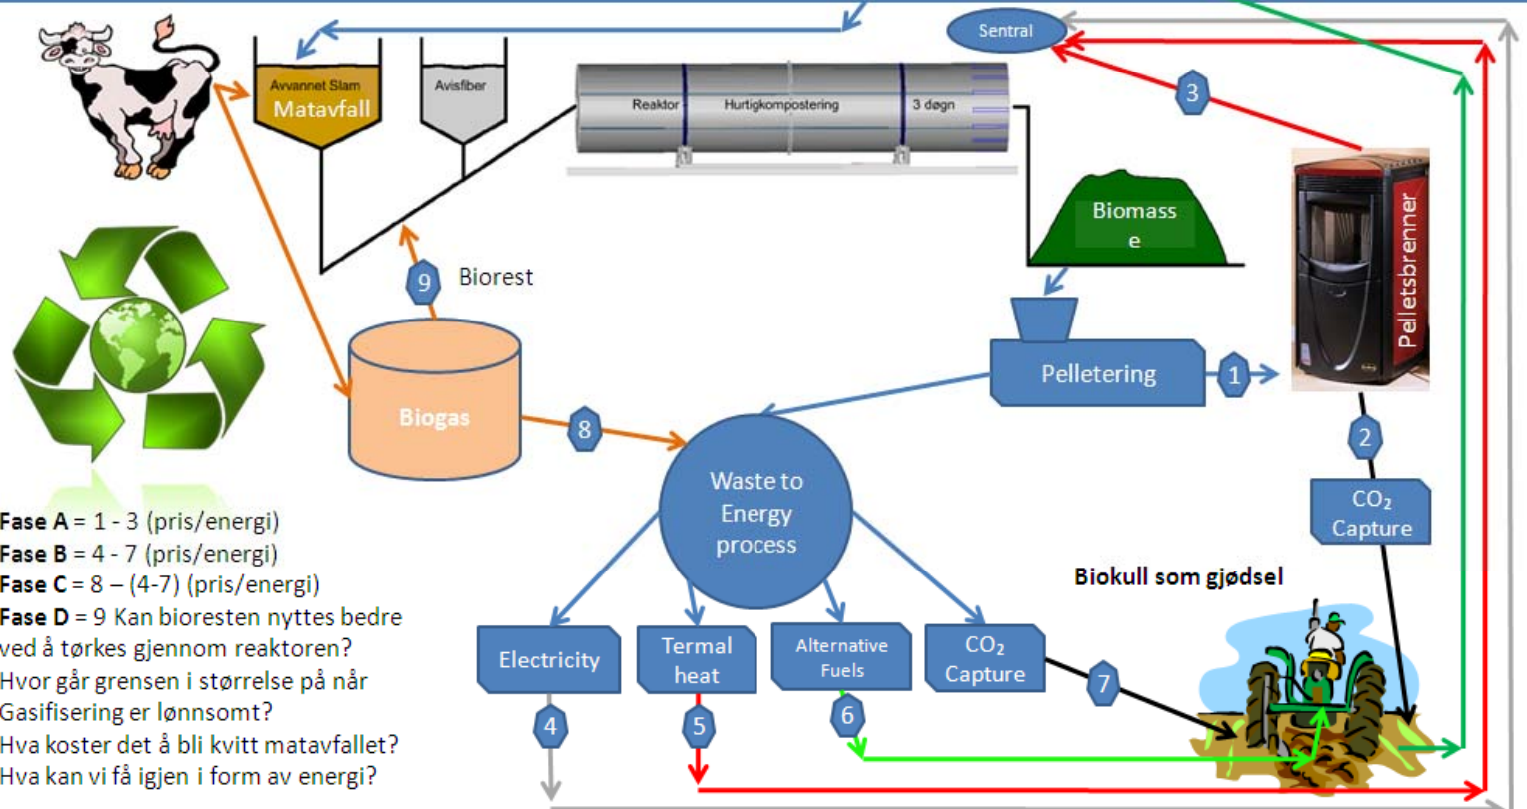 Sentral
Avvannet Slam
Matavfall
Avisfiber
Reaktor
Hurtigkompostering
3 døgn
3
Biomass
e
Pelletsbrenner
9
Biorest
Pelletering
1
Biogas
8
2
Waste to
Energy
process
CO₂
Capture
Fase A = 1 - 3 (pris/energi)
Fase B = 4 - 7 (pris/energi)
Fase C = 8 – (4-7) (pris/energi)
Fase D = 9 Kan bioresten nyttes bedre
ved å tørkes gjennom reaktoren?
Hvor går grensen i størrelse på når
Gasifisering er lønnsomt?
Hva koster det å bli kvitt matavfallet?
Hva kan vi få igjen i form av energi?
Biokull som gjødsel
Electricity
Termal
heat
Alternative
Fuels
CO₂
Capture
4
5
6
7